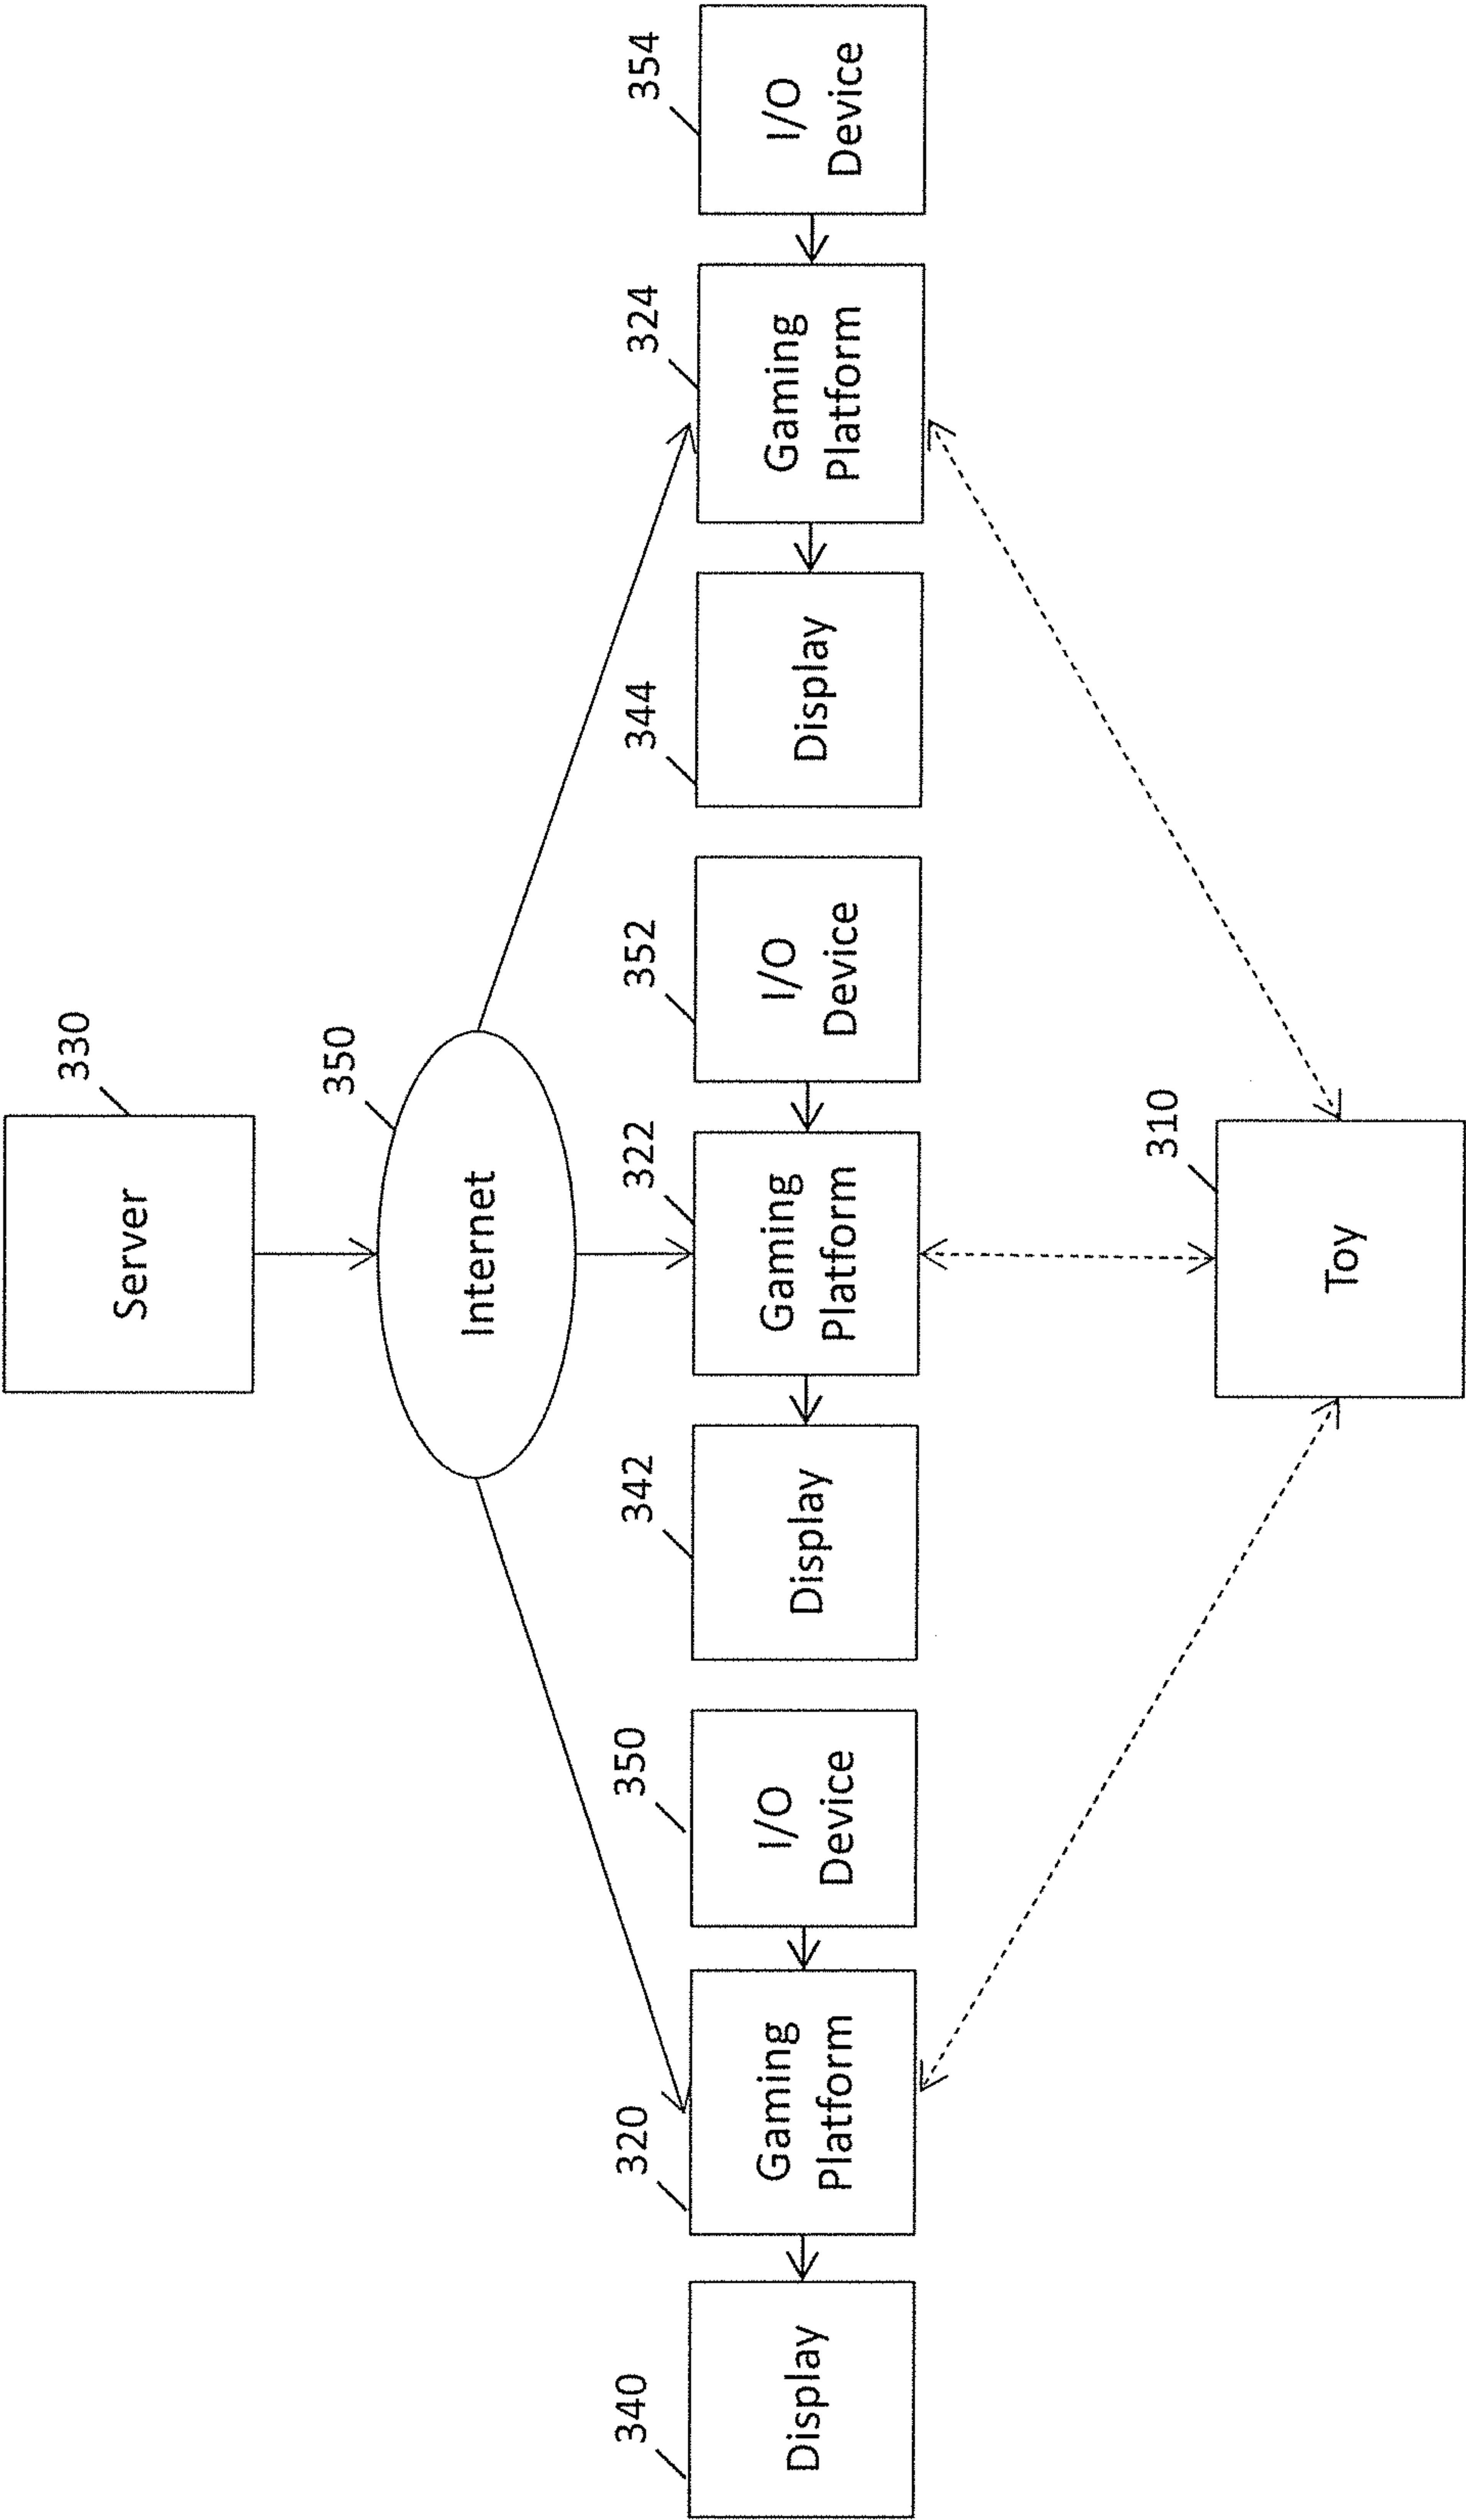 330
Server
350
Internet
340
Display
320
Gaming
Platform
350
I/O
Device
342
Display
322
Gaming
Platform
352
I/O
Device
344
Display
324
Gaming
Platform
354
I/O
Device
310
Toy